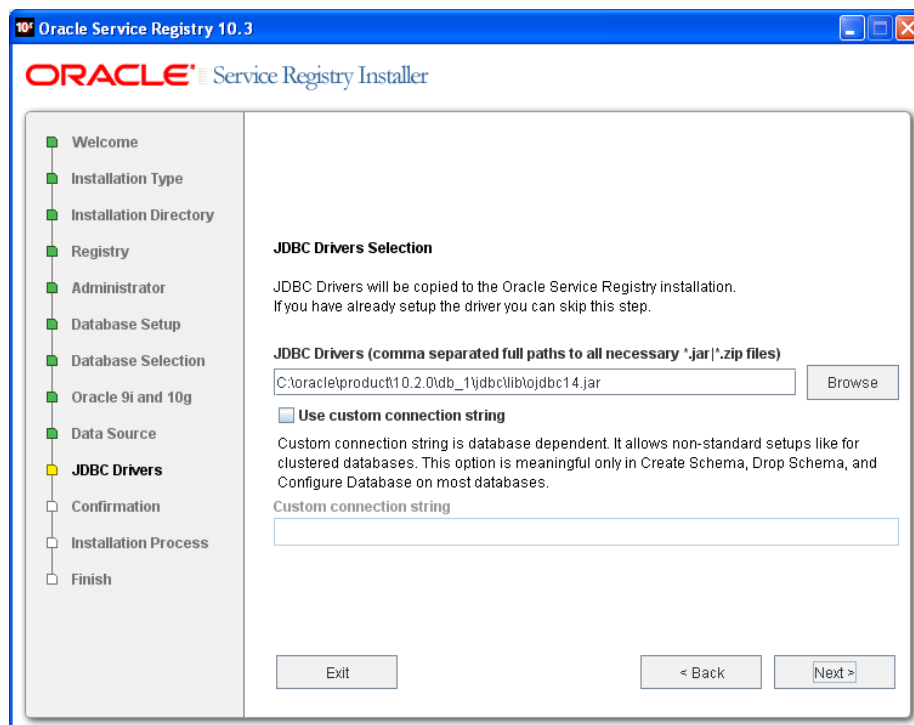 10g Oracle Service Registry 10.3
ORACLE Service Registry Installer
Welcome
Installation Type
Installation Directory
Registry
Administrator
Database Setup
Database Selection
Oracle 9i and 10g
Data Source
JDBC Drivers
Confirmation
Installation Process
Finish
JDBC Drivers Selection
JDBC Drivers will be copied to the Oracle Service Registry installation.
If you have already setup the driver you can skip this step.
JDBC Drivers (comma separated full paths to all necessary *.jar|*.zip files)
C:\oracle\product\10.2.0\db_1\jdbc\lib\ojdbc14.jar
Browse
Use custom connection string
Custom connection string is database dependent. It allows non-standard setups like for
clustered databases. This option is meaningful only in Create Schema, Drop Schema, and
Configure Database on most databases.
Custom connection string
Exit
< Back
Next >